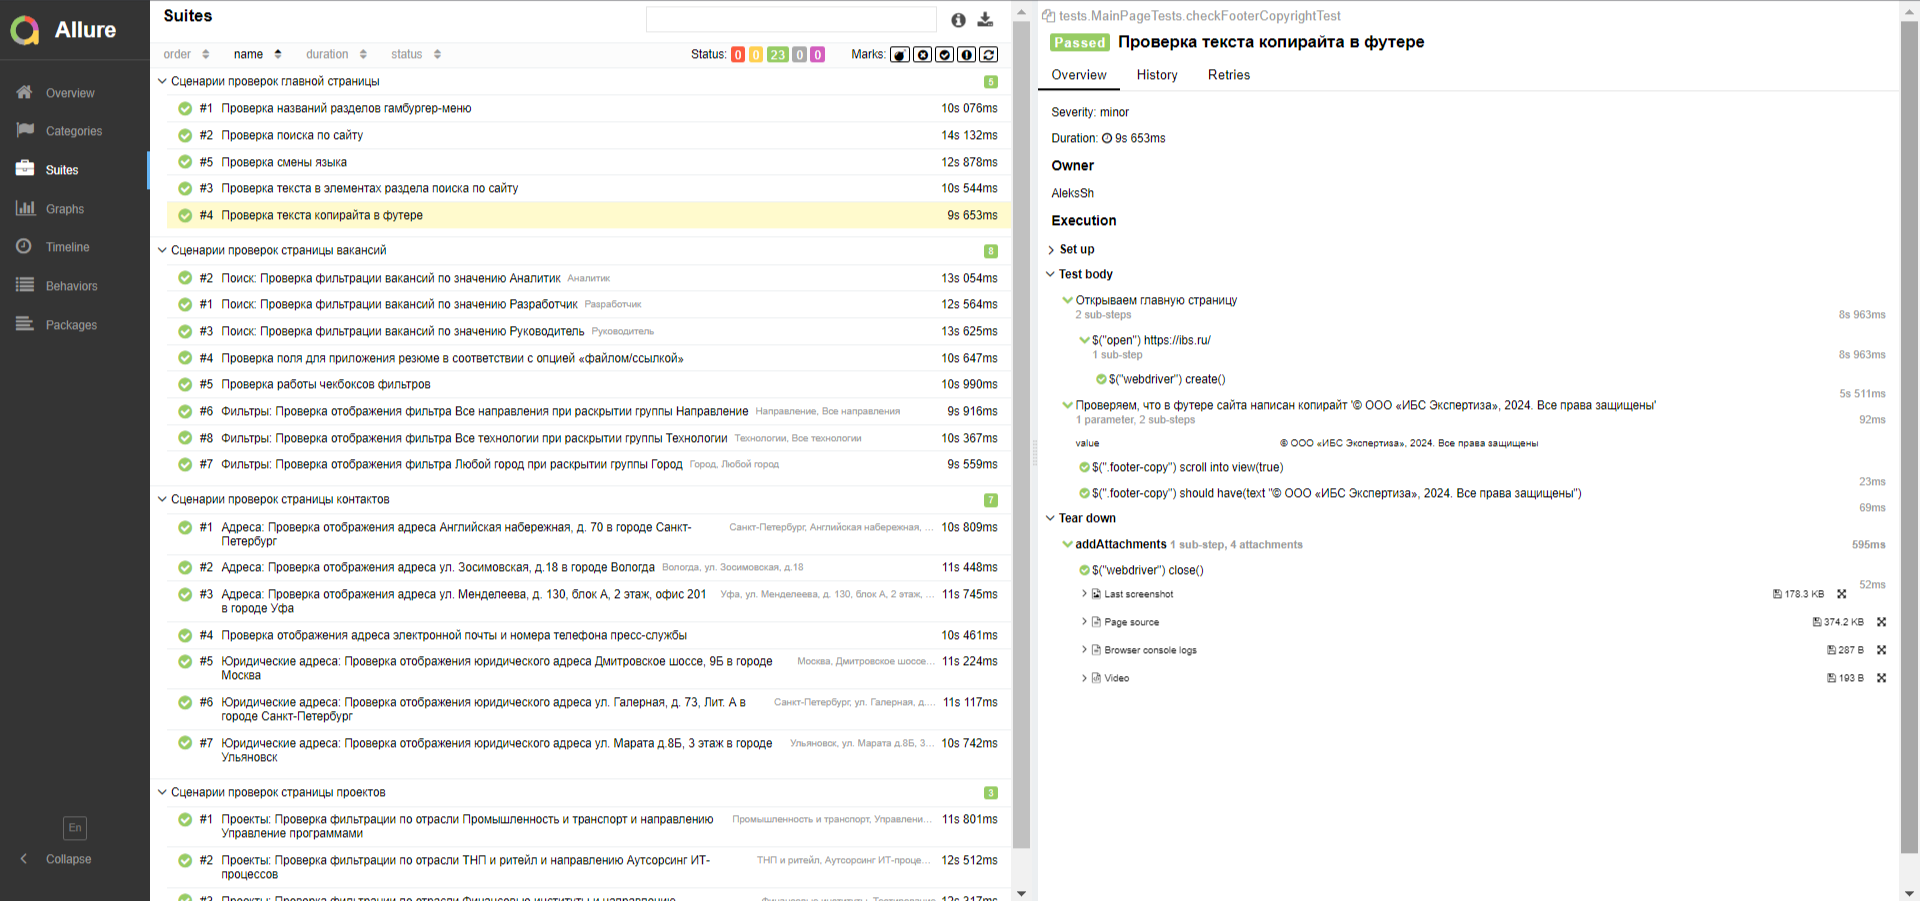 Allure
Overview
Categories
Suites
Graphs
Timeline
Behaviors
Packages
En
Collapse
Suites
order name duration status
Status: 0 0 23 0 0 Marks:
Сценарии проверок главной страницы 5
#1 Проверка названий разделов гамбургер-меню 10s 076ms
#2 Проверка поиска по сайту 14s 132ms
#5 Проверка смены языка 12s 878ms
#3 Проверка текста в элементах раздела поиска по сайту 10s 544ms
#4 Проверка текста копирайта в футере 9s 653ms
Сценарии проверок страницы вакансий 8
#2 Поиск: Проверка фильтрации вакансий по значению Аналитик Аналитик 13s 054ms
#1 Поиск: Проверка фильтрации вакансий по значению Разработчик Разработчик 12s 564ms
#3 Поиск: Проверка фильтрации вакансий по значению Руководитель Руководитель 13s 625ms
#4 Проверка поля для приложения резюме в соответствии с опцией «файлом/ссылкой» 10s 647ms
#5 Проверка работы чекбоксов фильтров 10s 990ms
#6 Фильтры: Проверка отображения фильтра Все направления при раскрытии группы Направление Направление, Все направления 9s 916ms
#8 Фильтры: Проверка отображения фильтра Все технологии при раскрытии группы Технологии Технологии, Все технологии 10s 367ms
#7 Фильтры: Проверка отображения фильтра Любой город при раскрытии группы Город Город, Любой город 9s 559ms
Сценарии проверок страницы контактов 7
#1 Адреса: Проверка отображения адреса Английская набережная, д. 70 в городе Санкт- Санкт-Петербург, Английская набережная, ... 10s 809ms
Петербург
#2 Адреса: Проверка отображения адреса ул. Зосимовская, д.18 в городе Вологда Вологда, ул. Зосимовская, д.18 11s 448ms
#3 Адреса: Проверка отображения адреса ул. Менделеева, д. 130, блок А, 2 этаж, офис 201 Уфа, ул. Менделеева, д. 130, блок А, 2 этаж, ... 11s 745ms
в городе Уфа
#4 Проверка отображения адреса электронной почты и номера телефона пресс-службы 10s 461ms
#5 Юридические адреса: Проверка отображения юридического адреса Дмитровское шоссе, 9Б в городе Москва, Дмитровское шоссе... 11s 224ms
Москва
#6 Юридические адреса: Проверка отображения юридического адреса ул. Галерная, д. 73, Лит. А в Санкт-Петербург, ул. Галерная, д.... 11s 117ms
городе Санкт-Петербург
#7 Юридические адреса: Проверка отображения юридического адреса ул. Марата д.8Б, 3 этаж в городе Ульяновск, ул. Марата д.8Б, 3... 10s 742ms
Ульяновск
Сценарии проверок страницы проектов 3
#1 Проекты: Проверка фильтрации по отрасли Промышленность и транспорт и направлению Промышленность и транспорт, Управлени... 11s 801ms
Управление программами
#2 Проекты: Проверка фильтрации по отрасли ТНП и ритейл и направлению Аутсорсинг ИТ- ТНП и ритейл, Аутсорсинг ИТ-проце... 12s 512ms
процессов
#3 Проекты: Проверка фильтрации по отрасли Финансовые институты и направлению Финансовые институты, Тестирование 12s 317ms
tests.MainPageTests.checkFooterCopyrightTest
Passed Проверка текста копирайта в футере
Overview History Retries
Severity: minor
Duration: 9s 653ms
Owner
AleksSh
Execution
Set up
Test body
Открываем главную страницу
2 sub-steps 8s 963ms
$("open") https://ibs.ru/
1 sub-step 8s 963ms
$("webdriver") create()
5s 511ms
Проверяем, что в футере сайта написан копирайт '© ООО «ИБС Экспертиза», 2024. Все права защищены'
1 parameter, 2 sub-steps 92ms
value © ООО «ИБС Экспертиза», 2024. Все права защищены
$(".footer-copy") scroll into view(true)
23ms
$(".footer-copy") should have(text "© ООО «ИБС Экспертиза», 2024. Все права защищены")
69ms
Tear down
addAttachments 1 sub-step, 4 attachments 595ms
$("webdriver") close()
52ms
Last screenshot 178.3 KB
Page source 374.2 KB
Browser console logs 287 B
Video 193 B